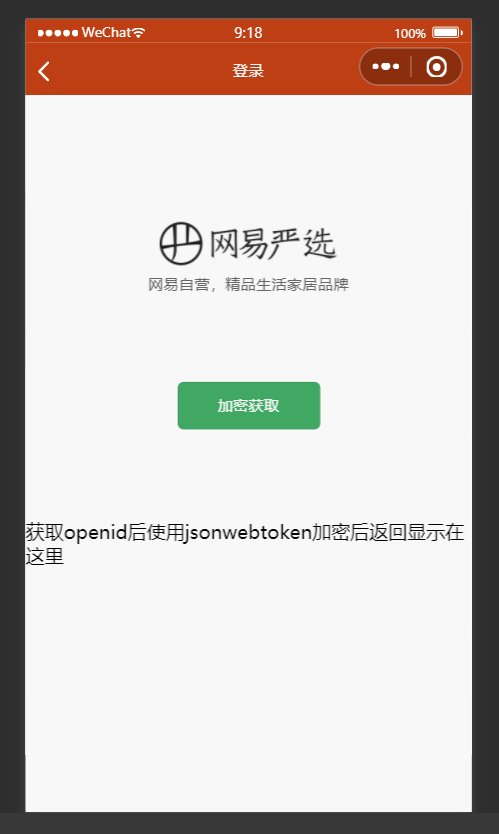 WeChat
9:18
100%
登录
网易严选
网易自营，精品生活家居品牌
加密获取
获取openid后使用jsonwebtoken加密后返回显示在
这里